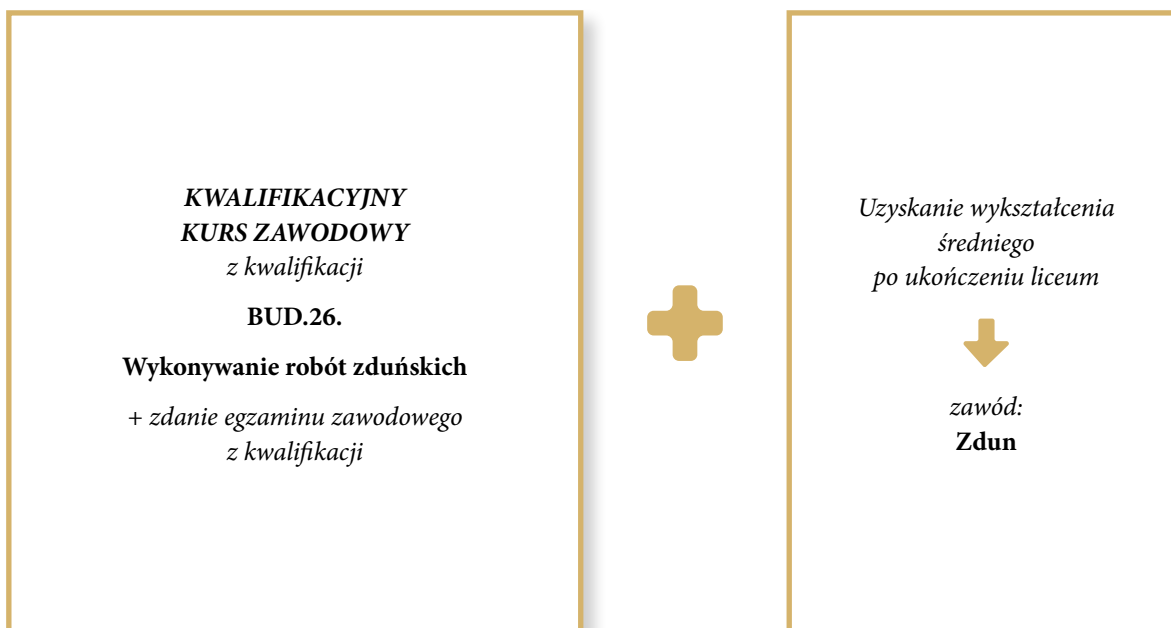 KWALIFIKACYJNY
KURS ZAWODOWY
z kwalifikacji
BUD.26.
Wykonywanie robót zduńskich
+ zdanie egzaminu zawodowego
z kwalifikacji
Uzyskanie wykształcenia
średniego
po ukończeniu liceum
zawód:
Zdun